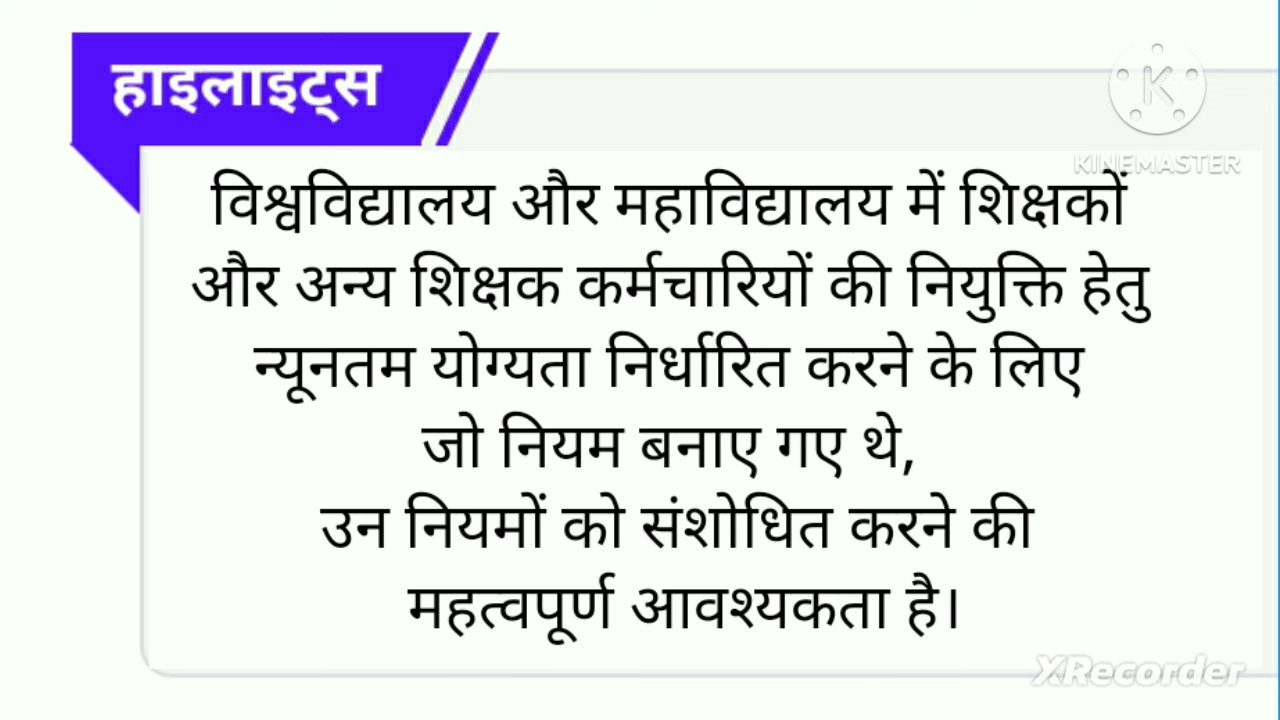 हाइलाइट्स
KINEMASTER
विश्वविद्यालय और महाविद्यालय में शिक्षकों
और अन्य शिक्षक कर्मचारियों की नियुक्ति हेतु
न्यूनतम योग्यता निर्धारित करने के लिए
जो नियम बनाए गए थे,
उन नियमों को संशोधित करने की
महत्वपूर्ण आवश्यकता है।
XRecorder